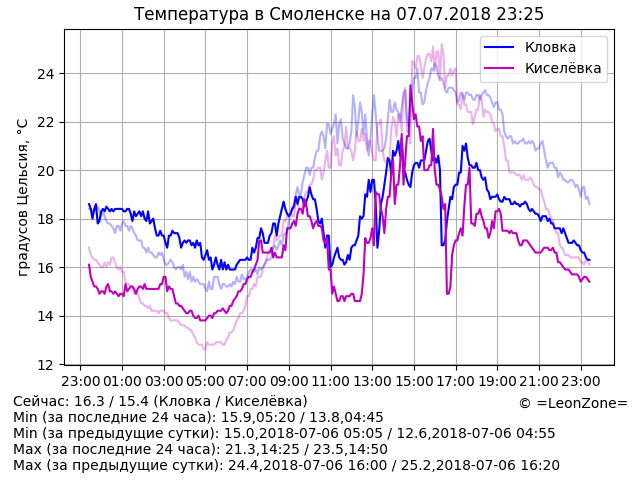 Температура в Смоленске на 07.07.2018 23:25
градусов Цельсия, °C
24
22
20
18
16
14
12
Кловка
Киселёвка
23:00 01:00 03:00 05:00 07:00 09:00 11:00 13:00 15:00 17:00 19:00 21:00 23:00
Сейчас: 16.3 / 15.4 (Кловка / Киселёвка)
© =LeonZone=
Min (за последние 24 часа): 15.9,05:20 / 13.8,04:45
Min (за предыдущие сутки): 15.0,2018-07-06 05:05 / 12.6,2018-07-06 04:55
Max (за последние 24 часа): 21.3,14:25 / 23.5,14:50
Max (за предыдущие сутки): 24.4,2018-07-06 16:00 / 25.2,2018-07-06 16:20